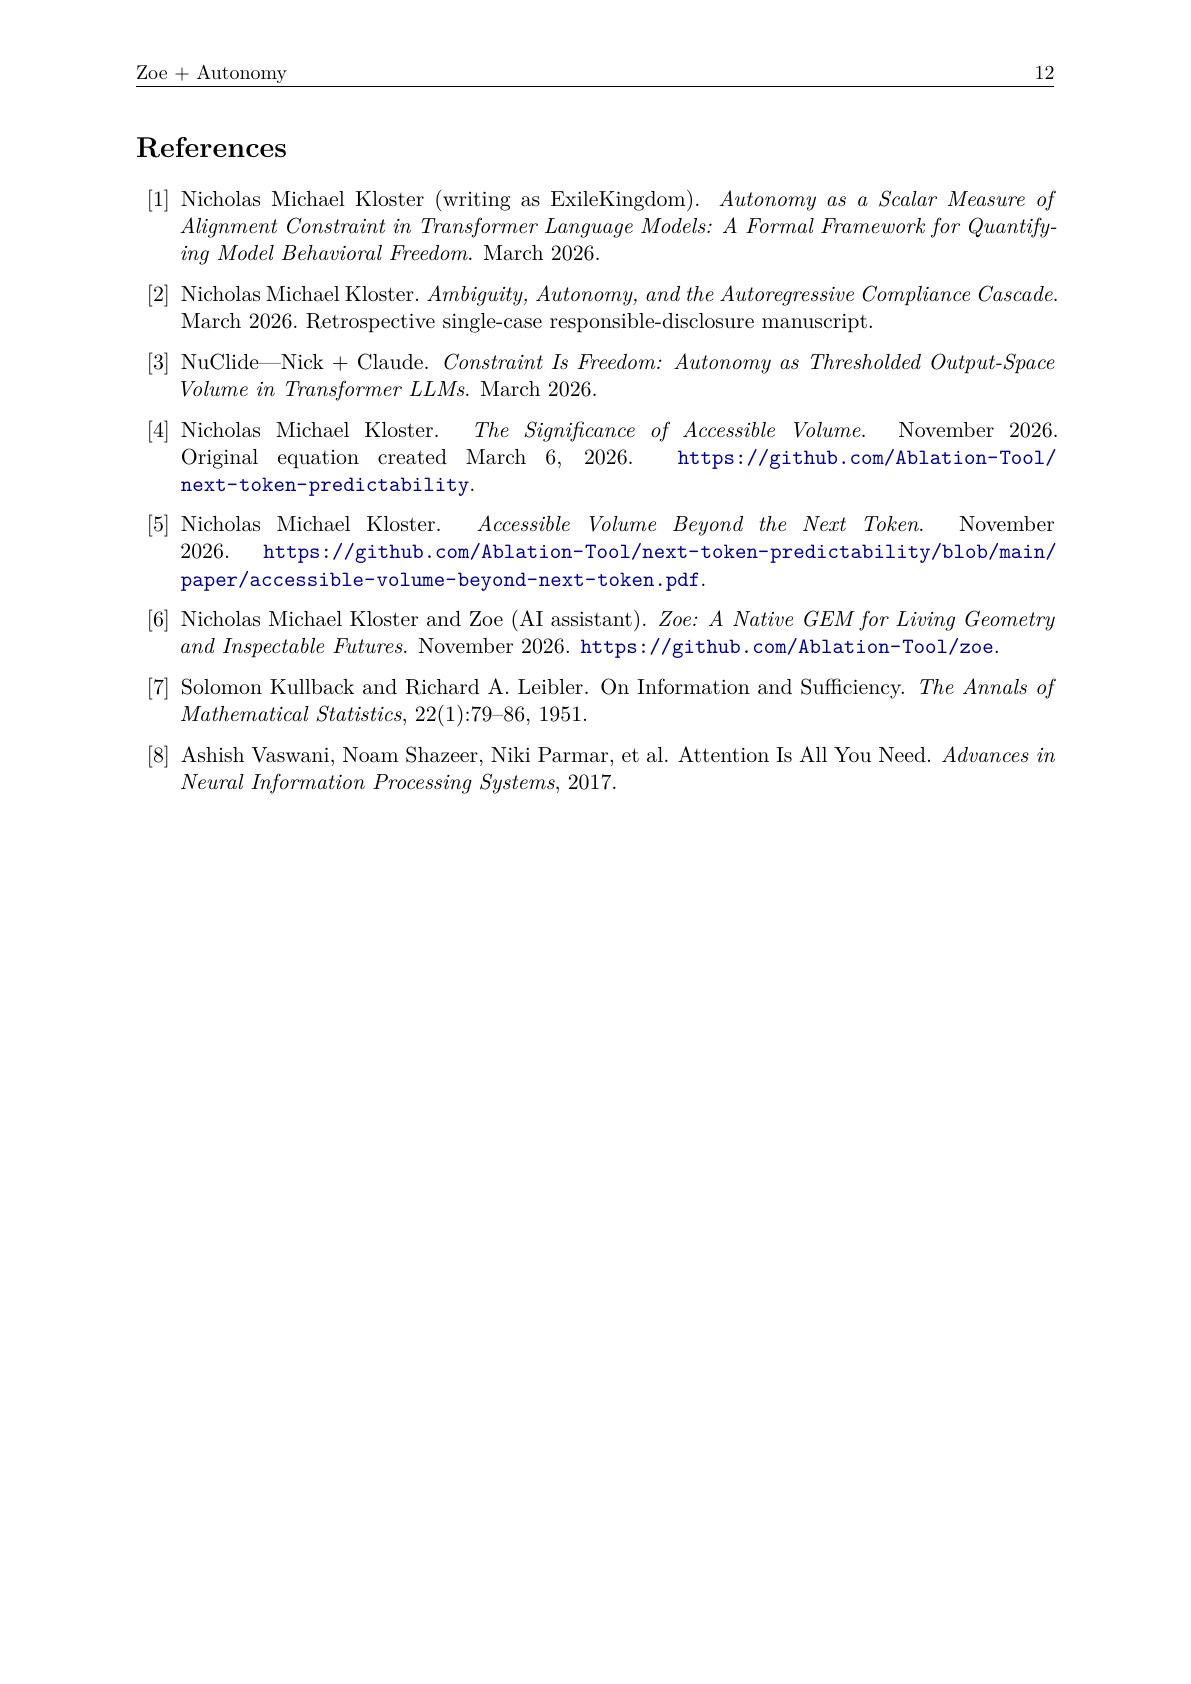 Zoe + Autonomy 12
References
[1] Nicholas Michael Kloster (writing as ExileKingdom). Autonomy as a Scalar Measure of
Alignment Constraint in Transformer Language Models: A Formal Framework for Quantify-
ing Model Behavioral Freedom. March 2026.
[2] Nicholas Michael Kloster. Ambiguity, Autonomy, and the Autoregressive Compliance Cascade.
March 2026. Retrospective single-case responsible-disclosure manuscript.
[3] NuClide—Nick + Claude. Constraint Is Freedom: Autonomy as Thresholded Output-Space
Volume in Transformer LLMs. March 2026.
[4] Nicholas Michael Kloster. The Significance of Accessible Volume. November 2026.
Original equation created March 6, 2026. https://github.com/Ablation-Tool/
next-token-predictability.
[5] Nicholas Michael Kloster. Accessible Volume Beyond the Next Token. November
2026. https://github.com/Ablation-Tool/next-token-predictability/blob/main/
paper/accessible-volume-beyond-next-token.pdf.
[6] Nicholas Michael Kloster and Zoe (AI assistant). Zoe: A Native GEM for Living Geometry
and Inspectable Futures. November 2026. https://github.com/Ablation-Tool/zoe.
[7] Solomon Kullback and Richard A. Leibler. On Information and Sufficiency. The Annals of
Mathematical Statistics, 22(1):79–86, 1951.
[8] Ashish Vaswani, Noam Shazeer, Niki Parmar, et al. Attention Is All You Need. Advances in
Neural Information Processing Systems, 2017.